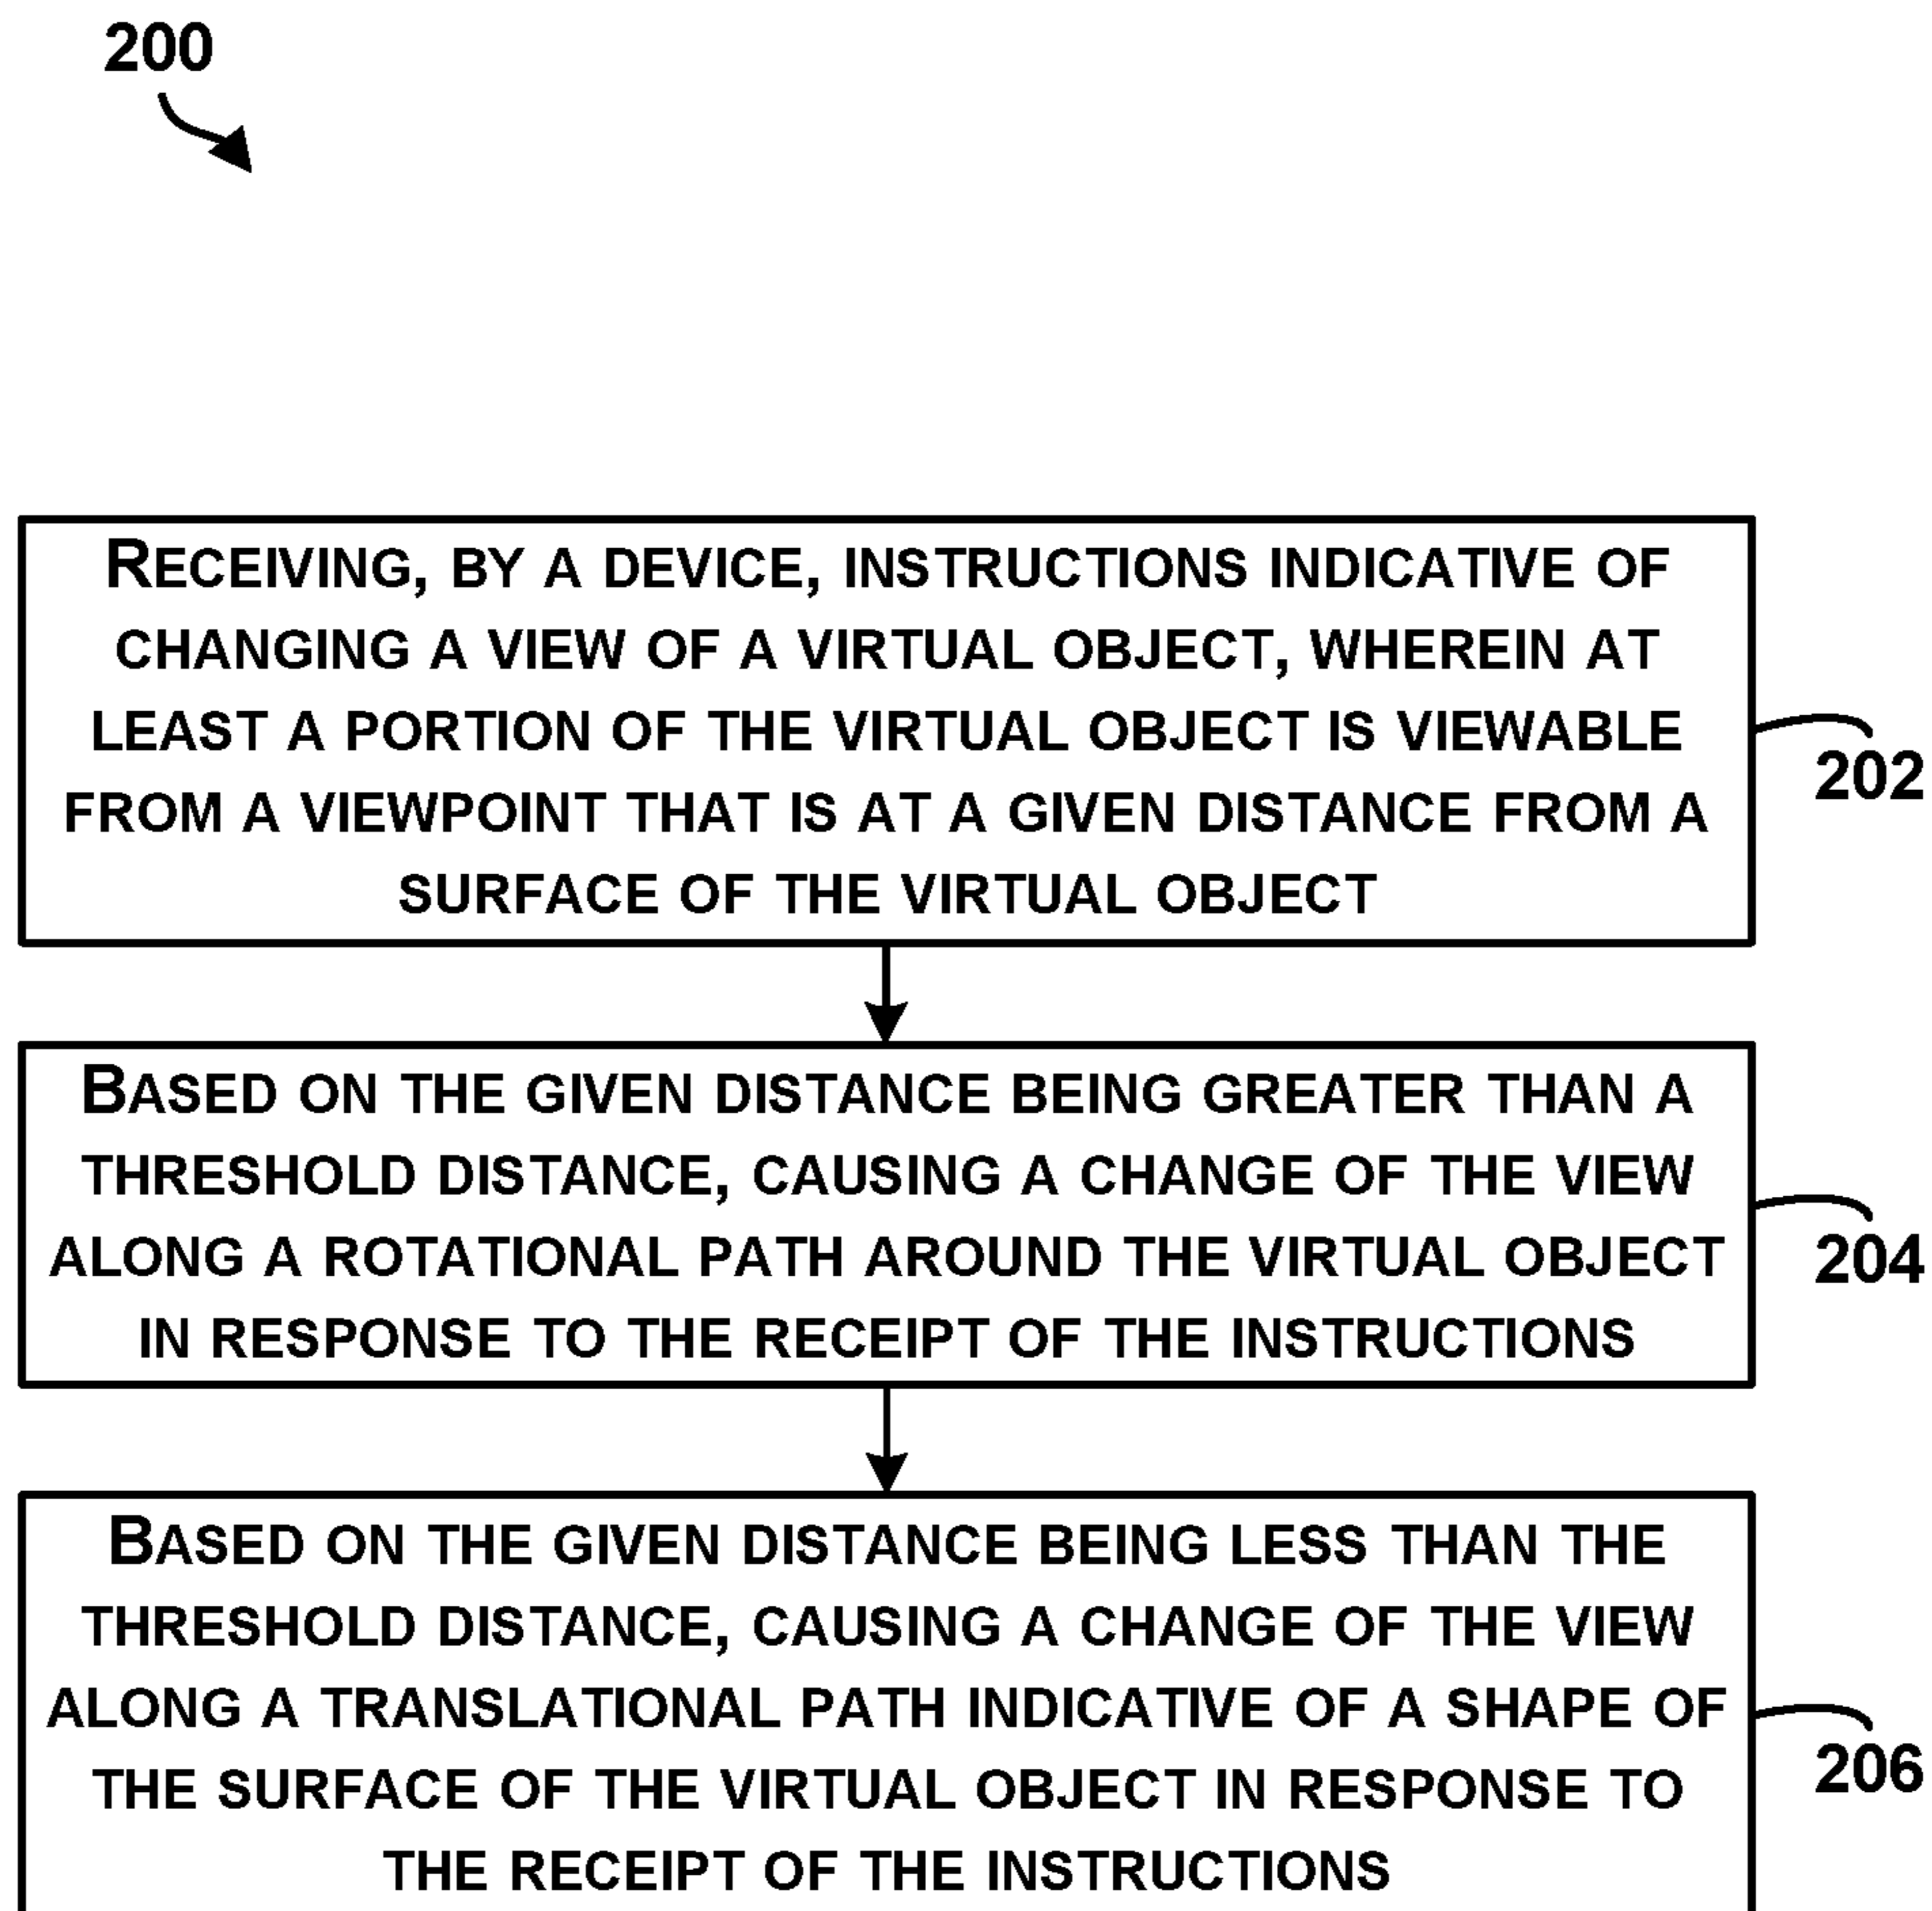 200
RECEIVING, BY A DEVICE, INSTRUCTIONS INDICATIVE OF
CHANGING A VIEW OF A VIRTUAL OBJECT, WHEREIN AT
LEAST A PORTION OF THE VIRTUAL OBJECT IS VIEWABLE
FROM A VIEWPOINT THAT IS AT A GIVEN DISTANCE FROM A
SURFACE OF THE VIRTUAL OBJECT
202
BASED ON THE GIVEN DISTANCE BEING GREATER THAN A
THRESHOLD DISTANCE, CAUSING A CHANGE OF THE VIEW
ALONG A ROTATIONAL PATH AROUND THE VIRTUAL OBJECT
IN RESPONSE TO THE RECEIPT OF THE INSTRUCTIONS
204
BASED ON THE GIVEN DISTANCE BEING LESS THAN THE
THRESHOLD DISTANCE, CAUSING A CHANGE OF THE VIEW
ALONG A TRANSLATIONAL PATH INDICATIVE OF A SHAPE OF
THE SURFACE OF THE VIRTUAL OBJECT IN RESPONSE TO
THE RECEIPT OF THE INSTRUCTIONS
206